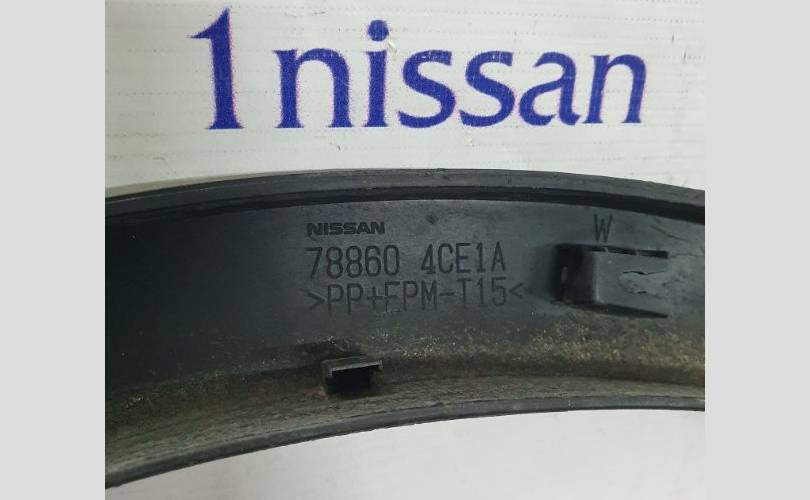 1nissan
NISSAN
W
78860 4CE1A
>PP+EPM-T15<